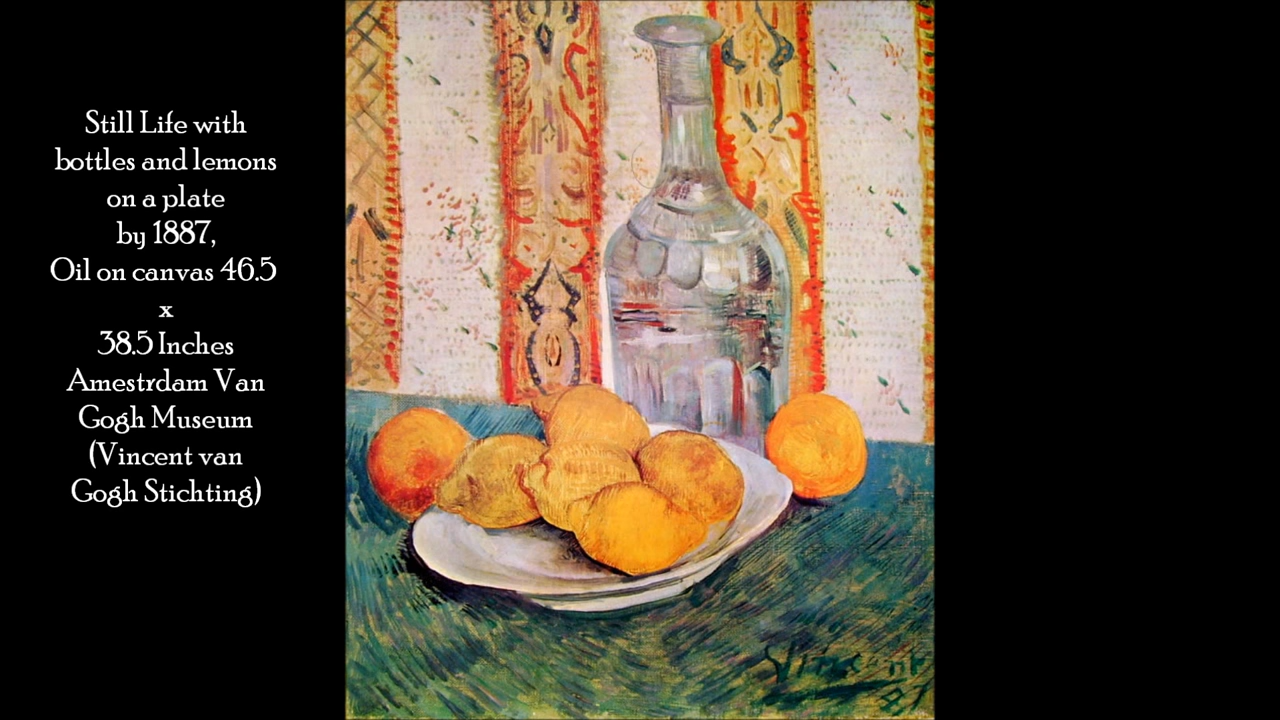 Still Life with
bottles and lemons
on a plate
by 1887,
Oil on canvas 46.5
x
38.5 Inches
Amestrdam Van
Gogh Museum
(Vincent van
Gogh Stichting)
Vincent
87